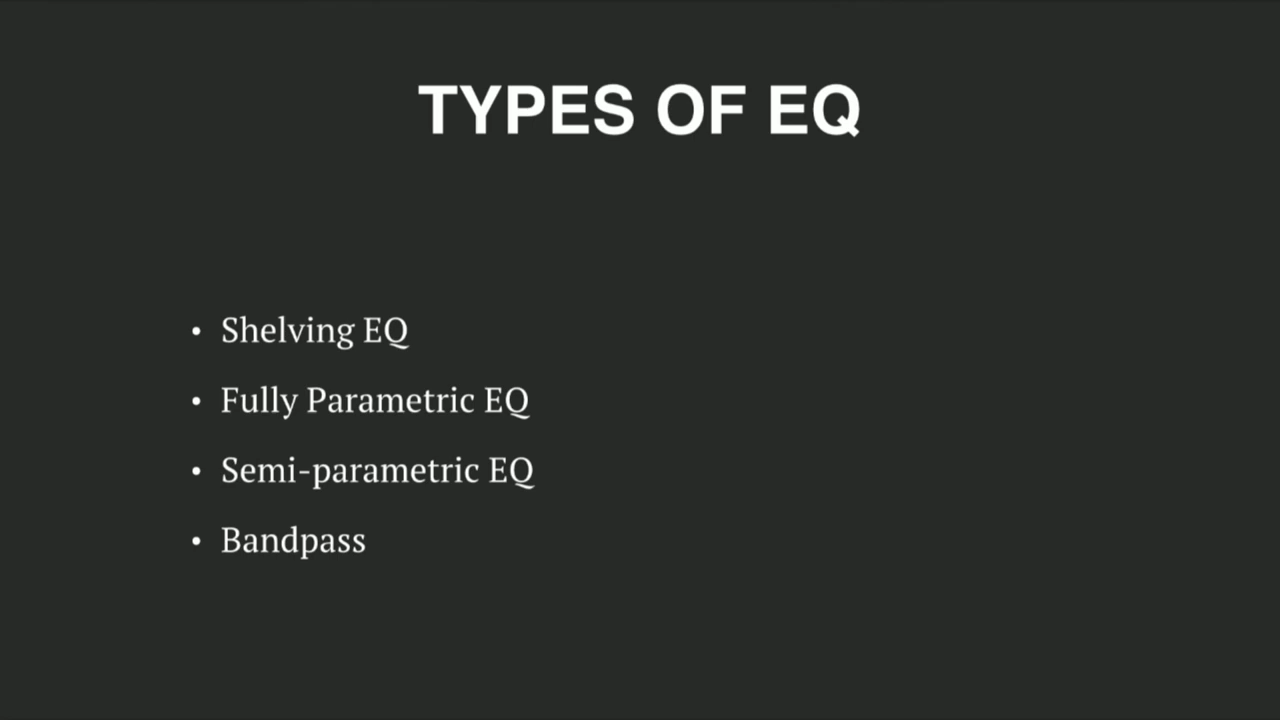 TYPES OF EQ
• Shelving EQ
• Fully Parametric EQ
• Semi-parametric EQ
• Bandpass